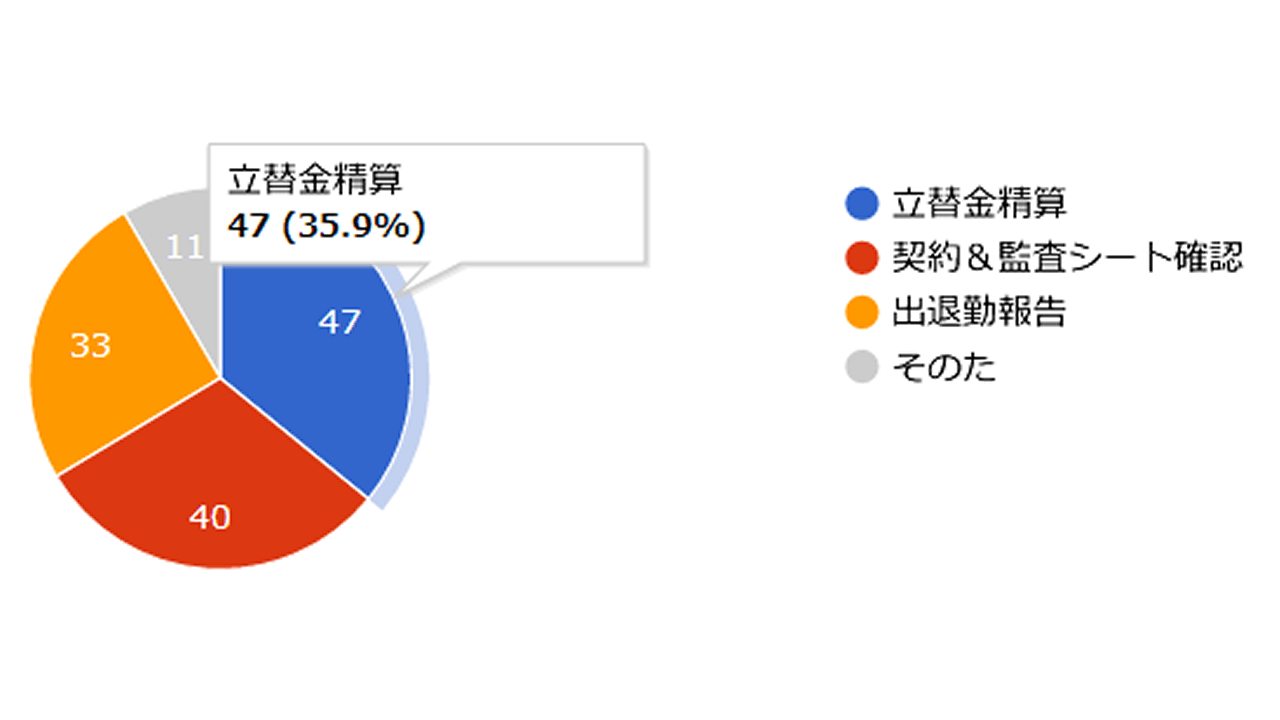 立替金精算
47 (35.9%)
11
47
33
40
立替金精算
契約＆監査シート確認
出退勤報告
そのた